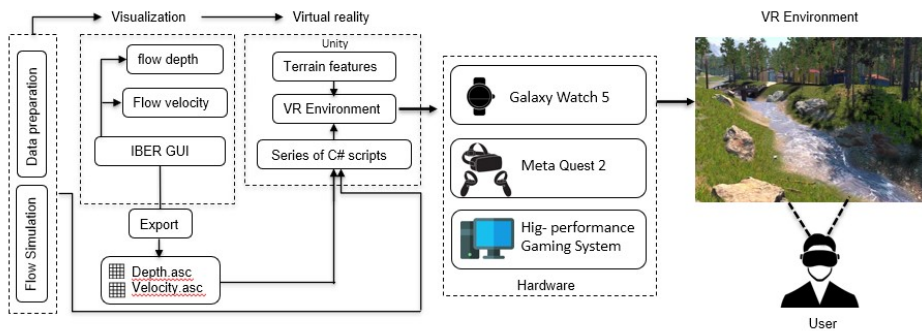 Visualization
Virtual reality
VR Environment
Data preparation
Flow Simulation
flow depth
Flow velocity
IBER GUI
Export
Depth.asc
Velocity.asc
Unity
Terrain features
VR Environment
Series of C# scripts
Galaxy Watch 5
Meta Quest 2
Hig- performance
Gaming System
Hardware
User